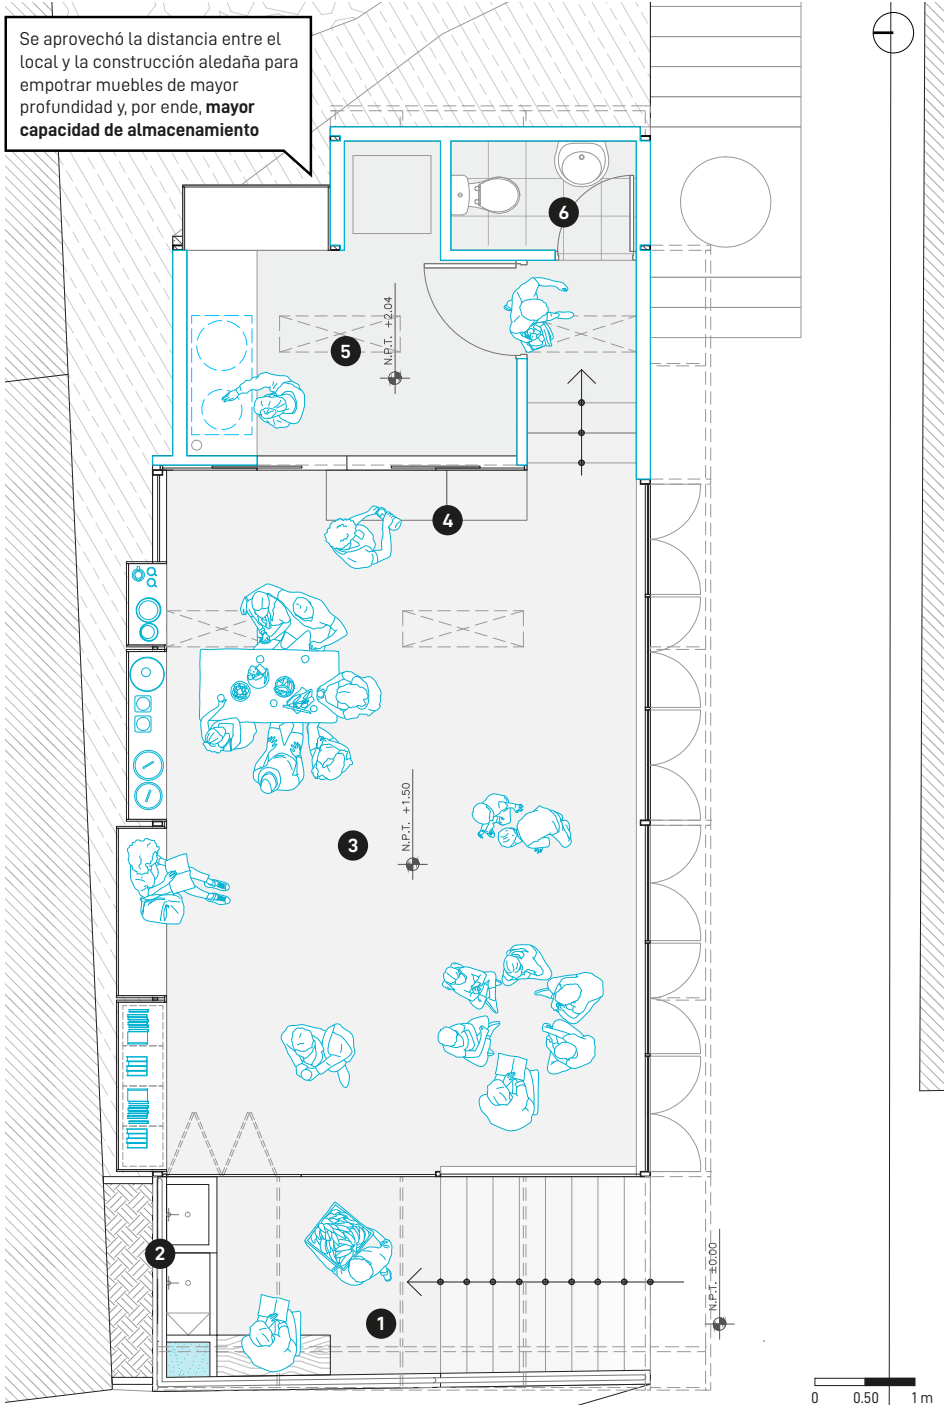 Se aprovechó la distancia entre el
local y la construcción aledaña para
empotrar muebles de mayor
profundidad y, por ende, mayor
capacidad de almacenamiento
6
N.P.T. +2.04
5
4
N.P.T. +1.50
3
2
N.P.T. ±0.00
1
0 0.50 1 m